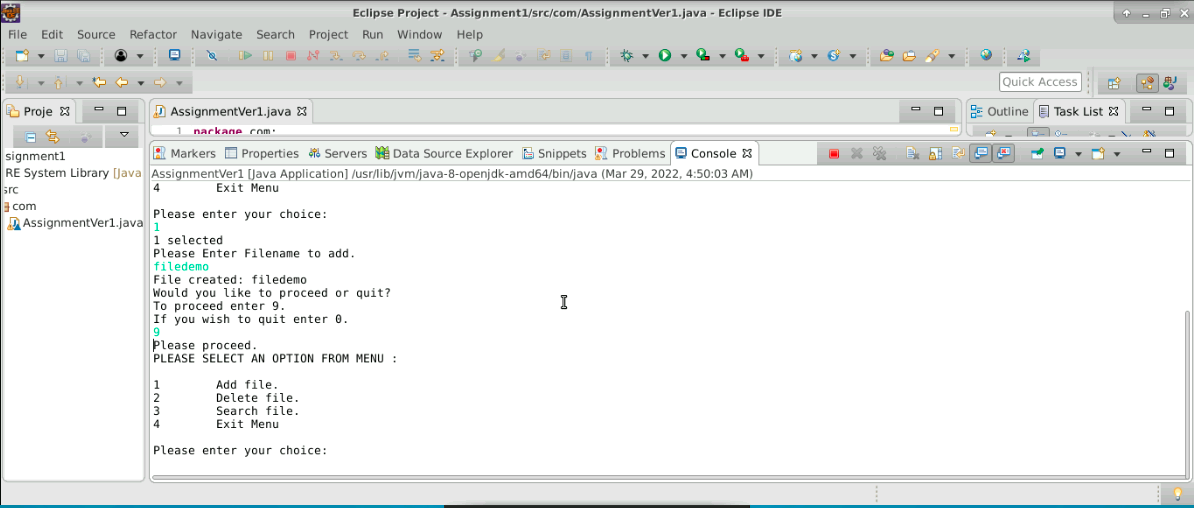 Eclipse Project - Assignment1/src/com/AssignmentVer1.java - Eclipse IDE
File Edit Source Refactor Navigate Search Project Run Window Help
Quick Access
Proje
signment1
RE System Library [Java
src
com
AssignmentVer1.java
AssignmentVer1.java
1 package com;
Outline Task List
Markers Properties Servers Data Source Explorer Snippets Problems Console
AssignmentVer1 [Java Application] /usr/lib/jvm/java-8-openjdk-amd64/bin/java (Mar 29, 2022, 4:50:03 AM)
4 Exit Menu
Please enter your choice:
1
1 selected
Please Enter Filename to add.
filedemo
File created: filedemo
Would you like to proceed or quit?
To proceed enter 9.
If you wish to quit enter 0.
9
Please proceed.
PLEASE SELECT AN OPTION FROM MENU :
1 Add file.
2 Delete file.
3 Search file.
4 Exit Menu
Please enter your choice: